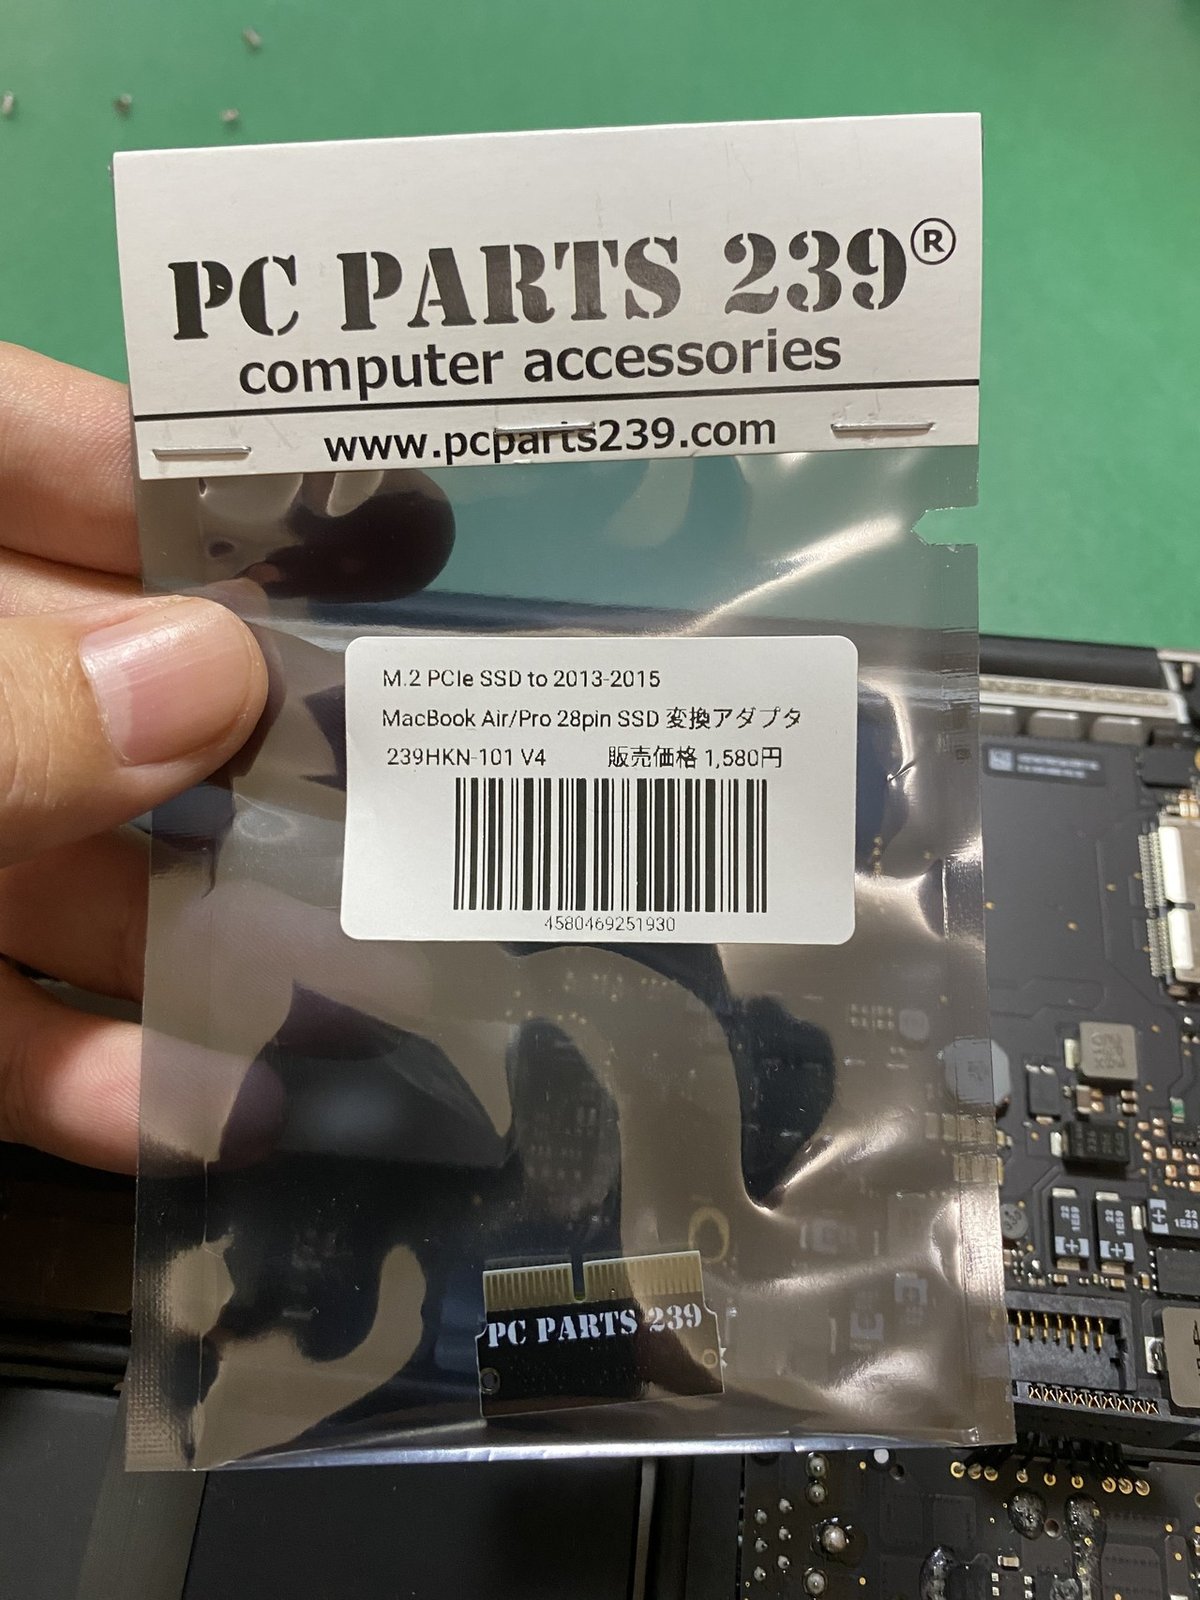 PC PARTS 239®
computer accessories
www.pcparts239.com
M.2 PCIe SSD to 2013-2015
MacBook Air/Pro 28pin SSD 変換アダプタ
239HKN-101 V4 販売価格 1,580円
4580469251930
PC PARTS 239